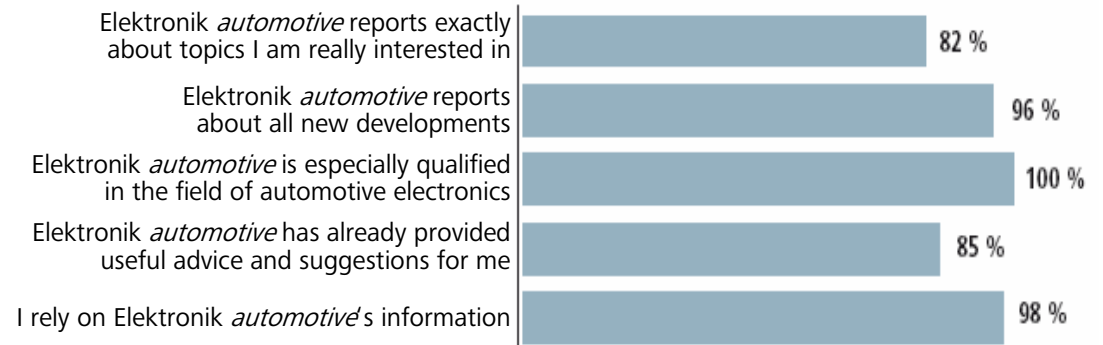 Elektronik automotive reports exactly
about topics I am really interested in
82 %
Elektronik automotive reports
about all new developments
96 %
Elektronik automotive is especially qualified
in the field of automotive electronics
100 %
Elektronik automotive has already provided
useful advice and suggestions for me
85 %
I rely on Elektronik automotive's information
98 %